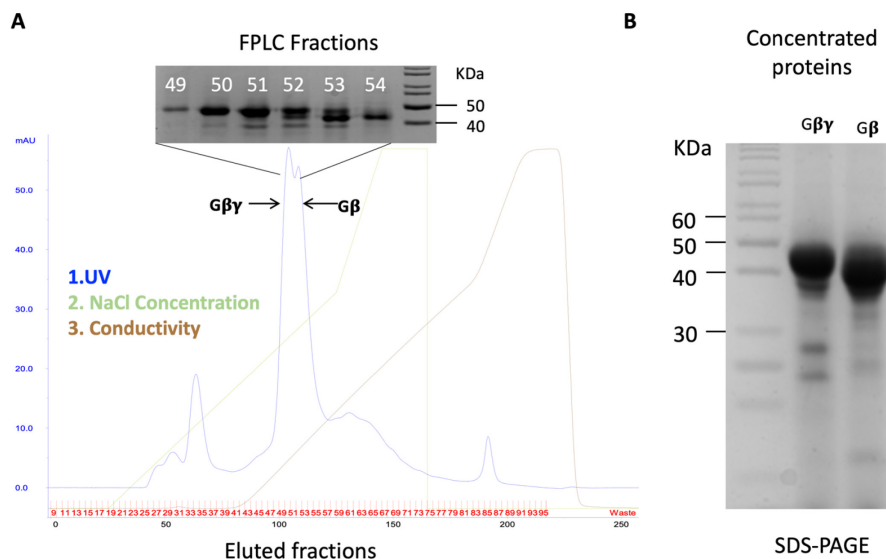 A
FPLC Fractions
49 50 51 52 53 54
KDa
50
40
mAU
50.0
40.0
30.0
20.0
10.0
0.0
Gβγ
Gβ
1.UV
2. NaCl Concentration
3. Conductivity
9 11 13 15 17 19 21 23 25 27 29 31 33 35 37 39 41 43 45 47 49 51 53 55 57 59 61 63 65 67 69 71 73 75 77 79 81 83 85 87 89 91 93 95 Waste
0 50 100 150 200 250
Eluted fractions
B
Concentrated
proteins
Gβγ Gβ
KDa
60
50
40
30
SDS-PAGE